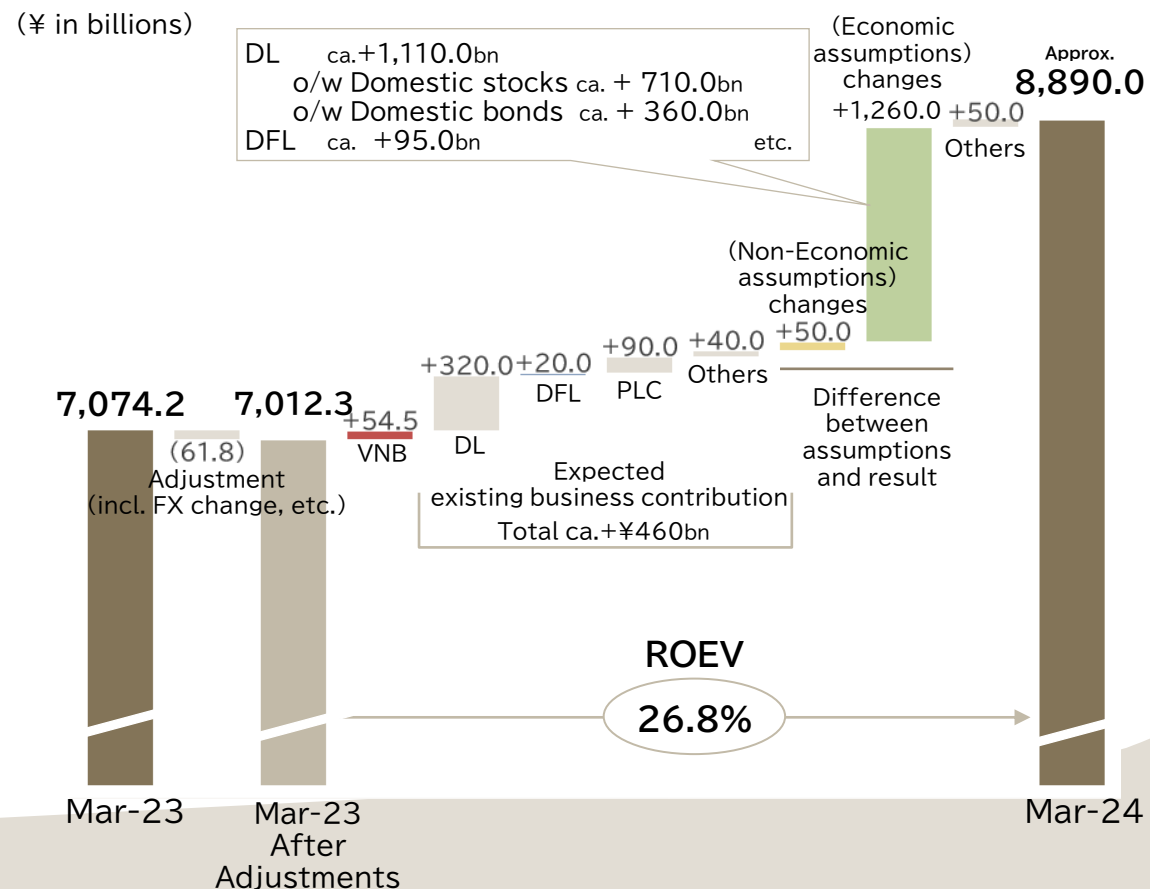 (¥ in billions)
DL ca.+1,110.0bn
o/w Domestic stocks ca. + 710.0bn
o/w Domestic bonds ca. + 360.0bn
DFL ca. +95.0bn etc.
(Economic
assumptions)
changes
+1,260.0
+50.0
Others
Approx.
8,890.0
(Non-Economic
assumptions)
changes
+50.0
7,074.2
(61.8)
Adjustment
(incl. FX change, etc.)
7,012.3
+54.5
VNB
+320.0
DL
+20.0
DFL
+90.0
PLC
+40.0
Others
Difference
between
assumptions
and result
Expected
existing business contribution
Total ca.+¥460bn
ROEV
26.8%
Mar-23
Mar-23
After
Adjustments
Mar-24